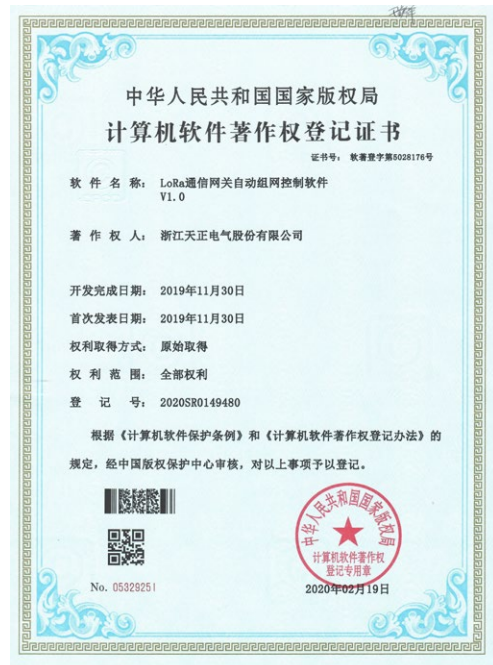 中华人民共和国国家版权局
计算机软件著作权登记证书
证书号： 软著登字第5028176号
软件名称： LoRa通信网关自动组网控制软件
V1.0
著作权人： 浙江天正电气股份有限公司
开发完成日期： 2019年11月30日
首次发表日期： 2019年11月30日
权利取得方式： 原始取得
权利范围： 全部权利
登记号： 2020SR0149480
根据《计算机软件保护条例》和《计算机软件著作权登记办法》的
规定，经中国版权保护中心审核，对以上事项予以登记。
中华人民共和国国家版权局
计算机软件著作权
登记专用章
No. 05329251
2020年02月19日